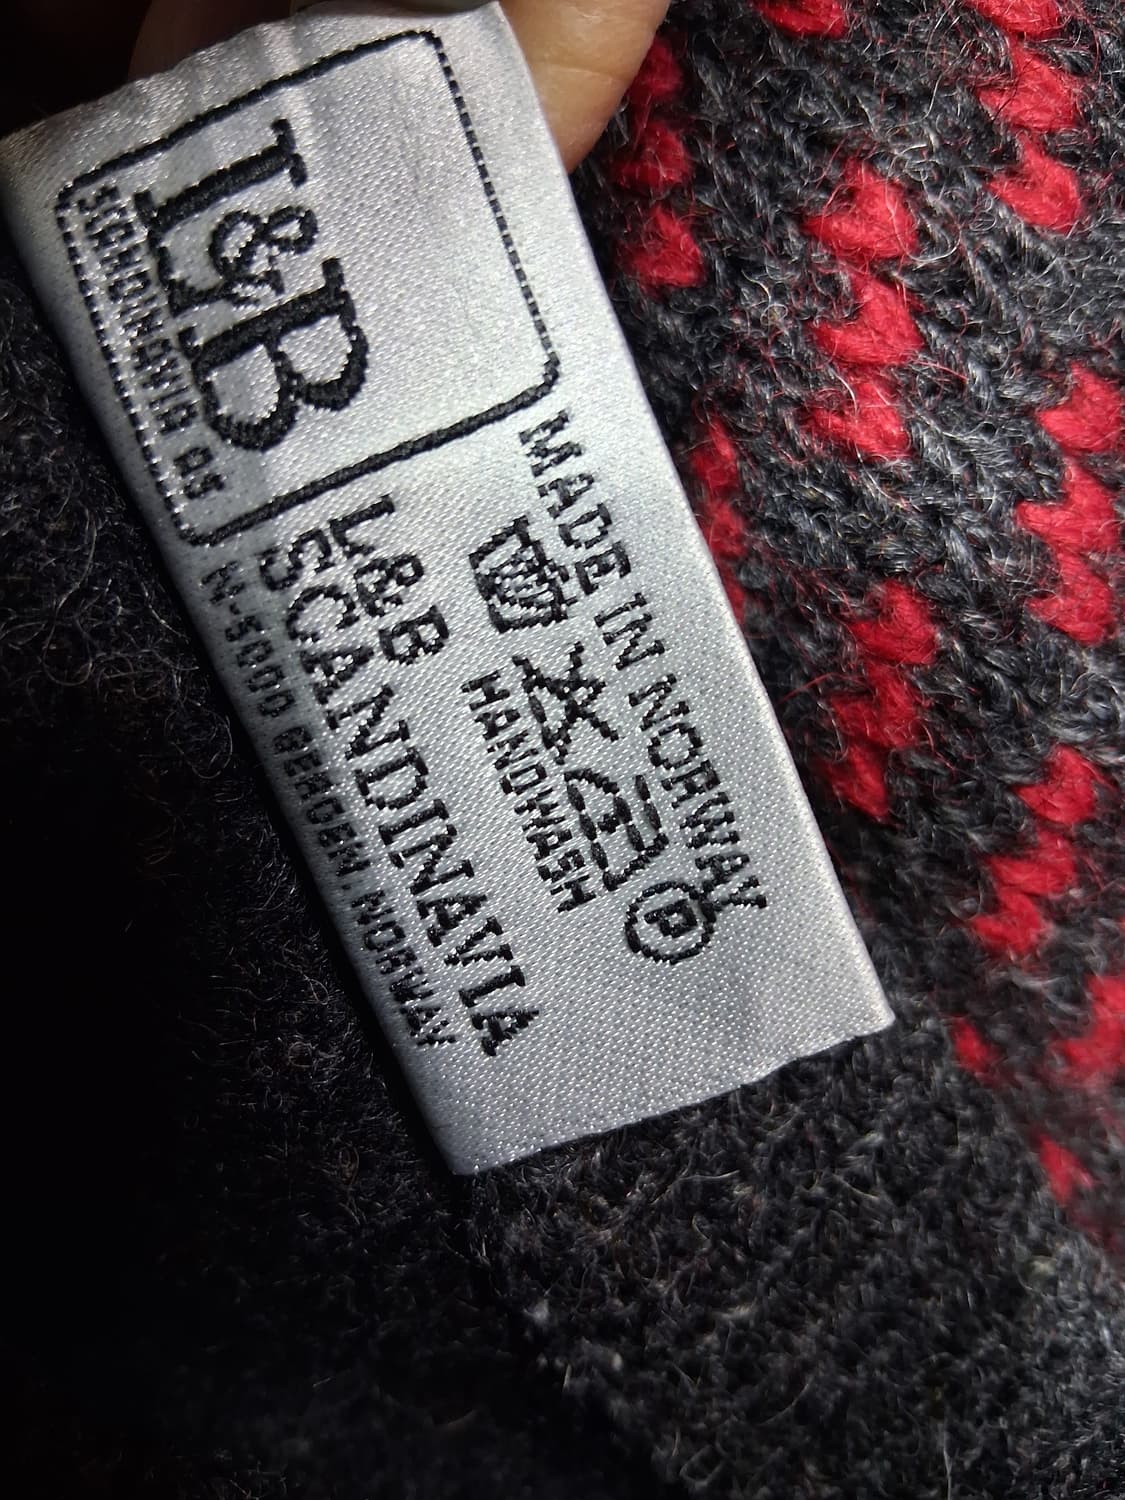 L&B
SCANDINAVIA AS
MADE IN NORWAY
P
HANDWASH
L&B
SCANDINAVIA
N-5000 BERGEN. NORWAY